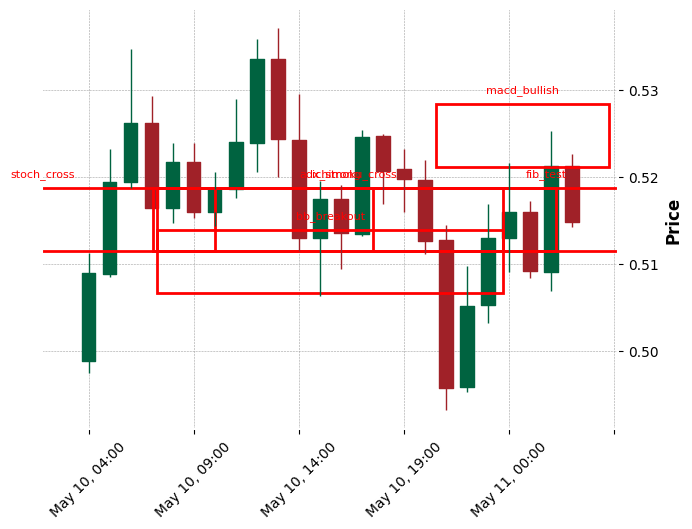 0.53
0.52
0.51
0.50
Price
macd_bullish
stoch_cross
fib_test
May 10, 04:00
May 10, 09:00
May 10, 14:00
May 10, 19:00
May 11, 00:00